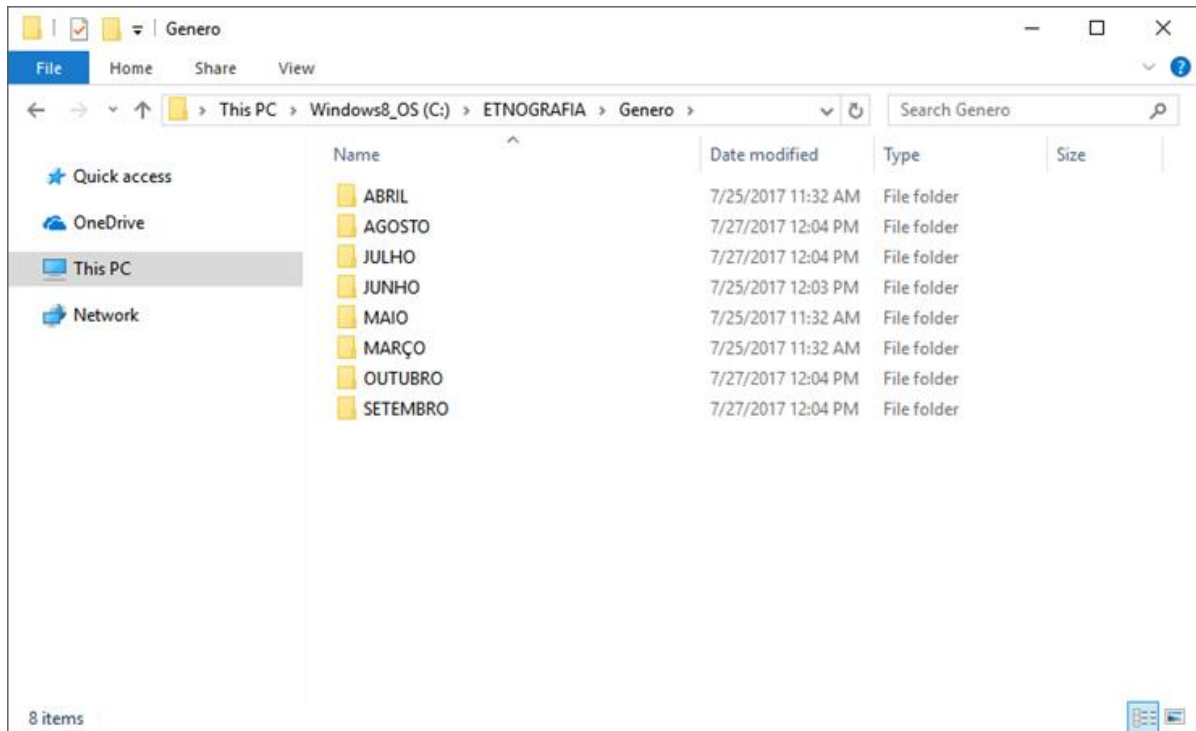 Genero
File Home Share View
This PC > Windows8_OS (C:) > ETNOGRAFIA > Genero > Search Genero
Name Date modified Type Size
Quick access
OneDrive
This PC
Network
ABRIL 7/25/2017 11:32 AM File folder
AGOSTO 7/27/2017 12:04 PM File folder
JULHO 7/27/2017 12:04 PM File folder
JUNHO 7/25/2017 12:03 PM File folder
MAIO 7/25/2017 11:32 AM File folder
MARÇO 7/25/2017 11:32 AM File folder
OUTUBRO 7/27/2017 12:04 PM File folder
SETEMBRO 7/27/2017 12:04 PM File folder
8 items